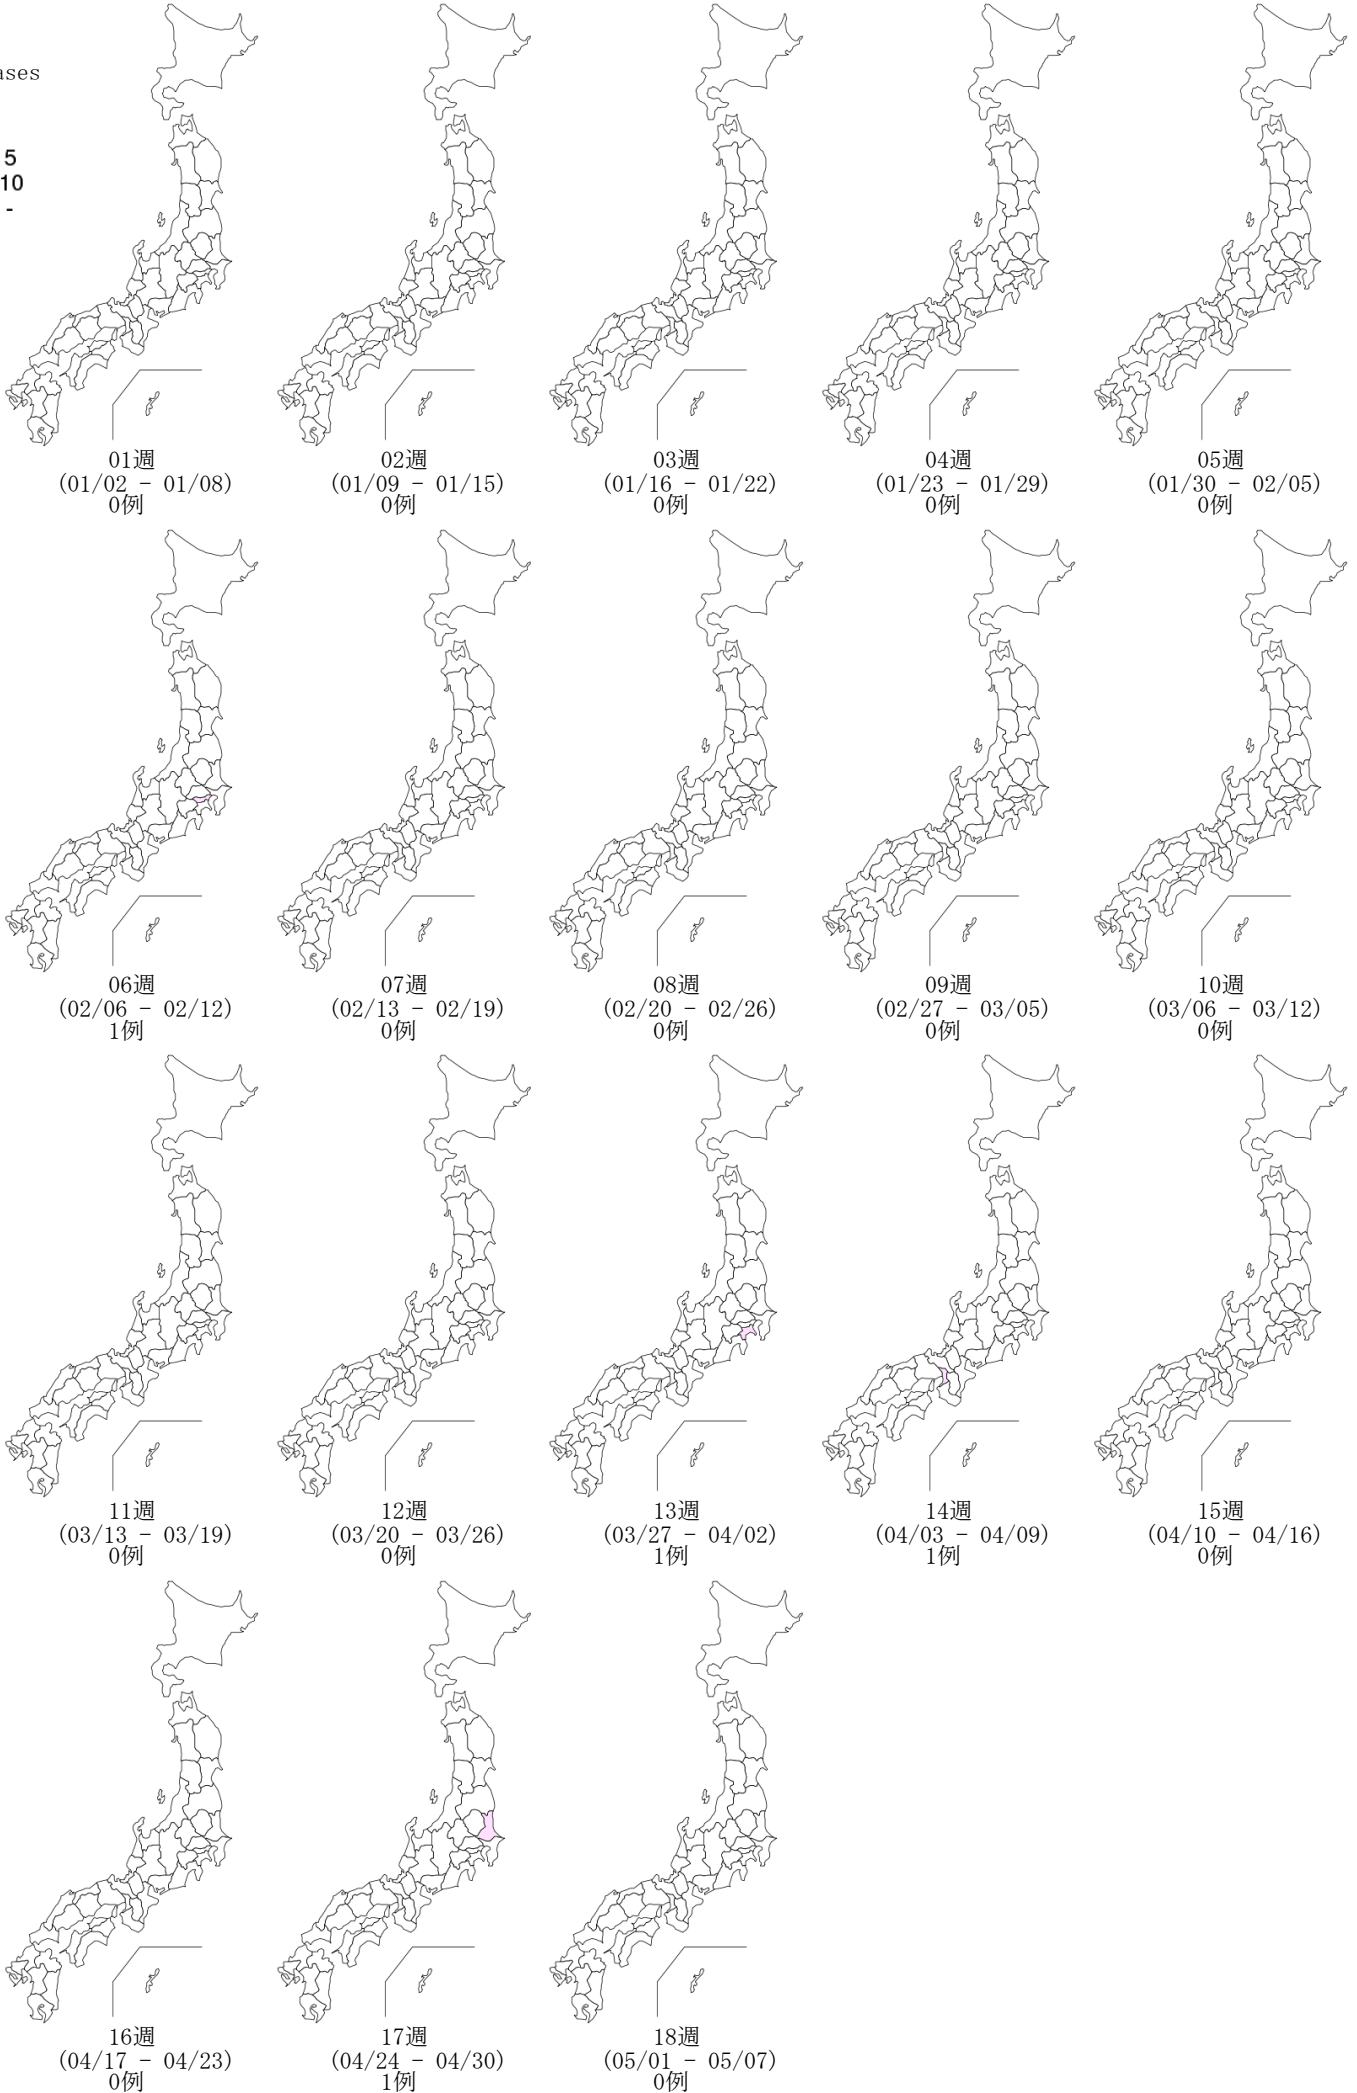 ases
5
10
-
01週
(01/02 - 01/08)
0例
02週
(01/09 - 01/15)
0例
03週
(01/16 - 01/22)
0例
04週
(01/23 - 01/29)
0例
05週
(01/30 - 02/05)
0例
06週
(02/06 - 02/12)
1例
07週
(02/13 - 02/19)
0例
08週
(02/20 - 02/26)
0例
09週
(02/27 - 03/05)
0例
10週
(03/06 - 03/12)
0例
11週
(03/13 - 03/19)
0例
12週
(03/20 - 03/26)
0例
13週
(03/27 - 04/02)
1例
14週
(04/03 - 04/09)
1例
15週
(04/10 - 04/16)
0例
16週
(04/17 - 04/23)
0例
17週
(04/24 - 04/30)
1例
18週
(05/01 - 05/07)
0例